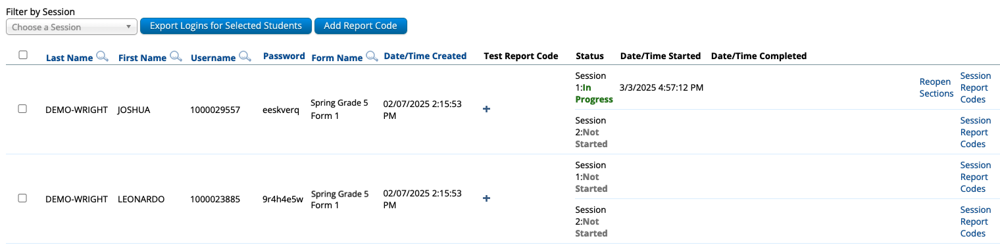 Filter by Session
Choose a Session Export Logins for Selected Students Add Report Code
Last Name First Name Username Password Form Name Date/Time Created Test Report Code Status Date/Time Started Date/Time Completed
DEMO-WRIGHT JOSHUA 1000029557 eeskverq
Spring Grade 5
Form 1
02/07/2025 2:15:53
PM
+
Session
1:In
Progress
3/3/2025 4:57:12 PM
Reopen
Sections
Session
Report
Codes
Session
2:Not
Started
Session
Report
Codes
DEMO-WRIGHT LEONARDO 1000023885 9r4h4e5w
Spring Grade 5
Form 1
02/07/2025 2:15:53
PM
+
Session
1:Not
Started
Session
Report
Codes
Session
2:Not
Started
Session
Report
Codes